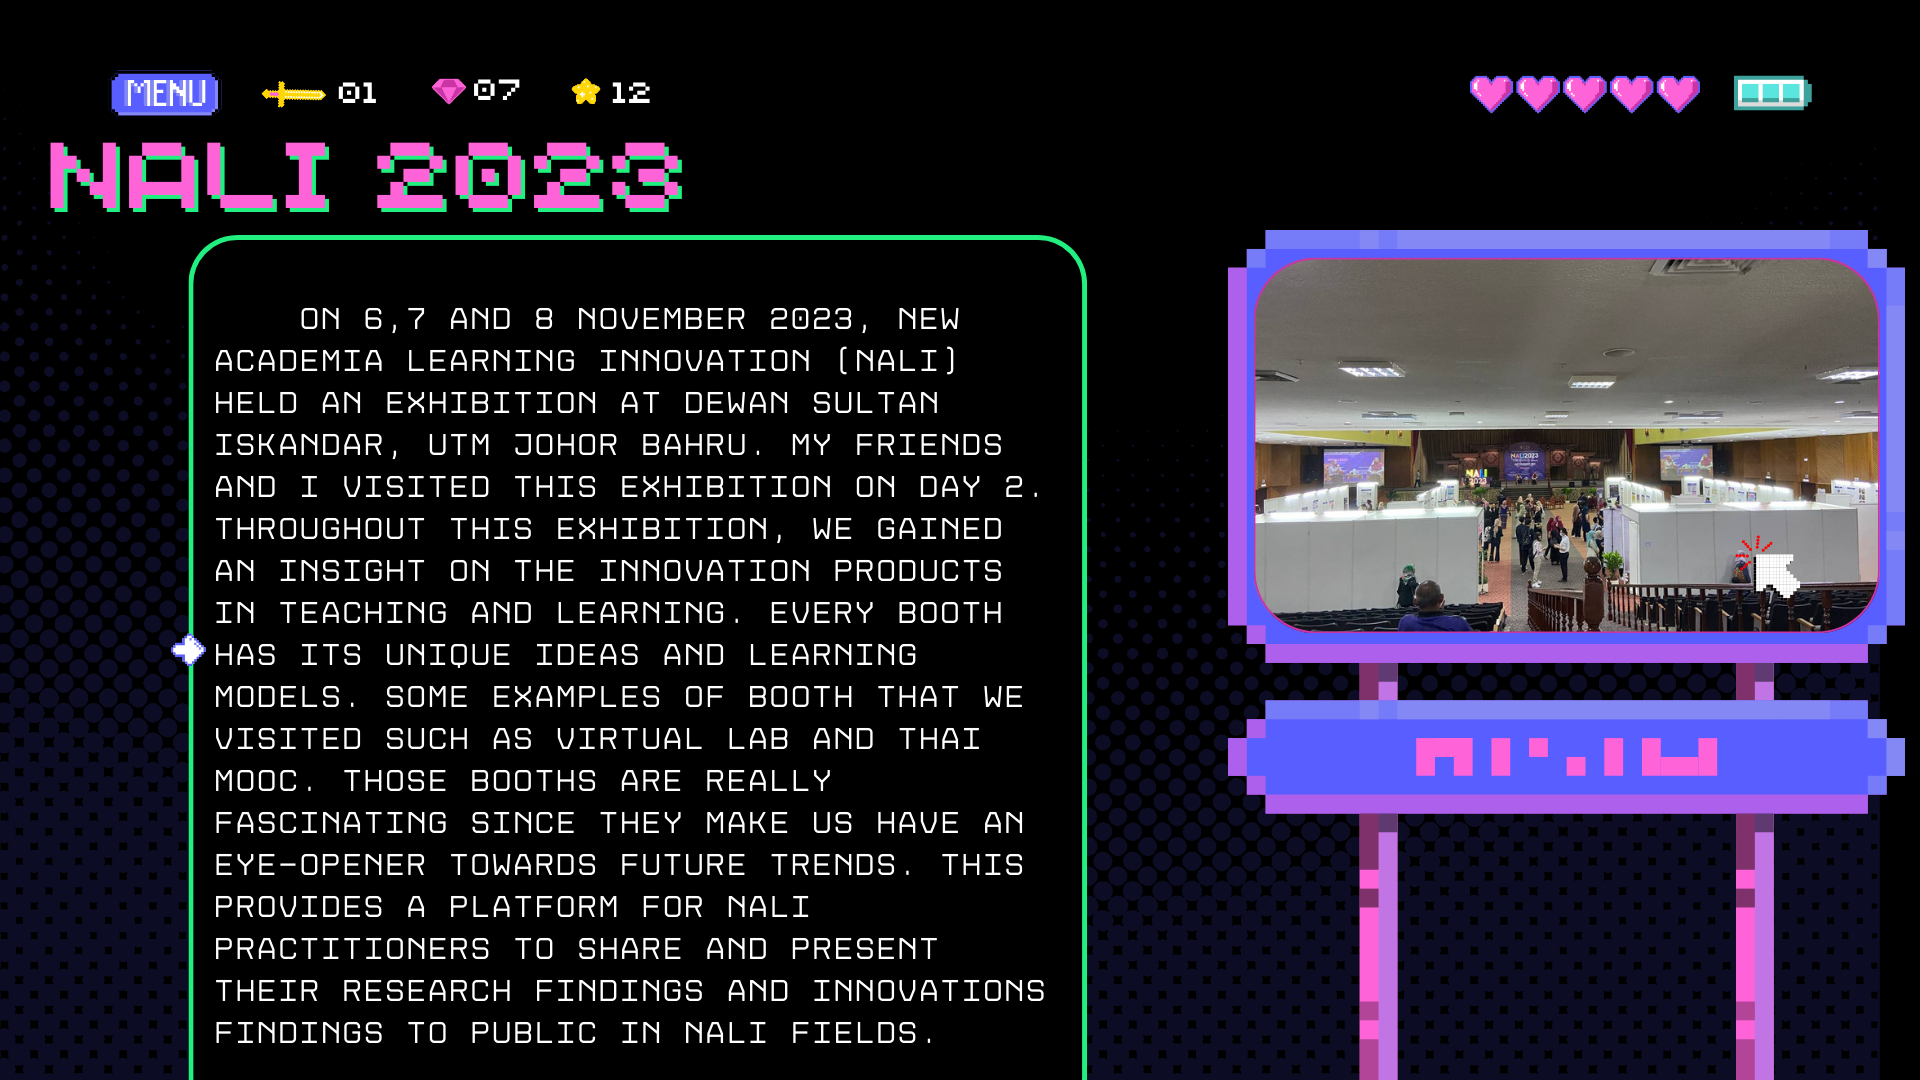 MENU 01 07 12
NALI 2023
ON 6,7 AND 8 NOVEMBER 2023, NEW
ACADEMIA LEARNING INNOVATION (NALI)
HELD AN EXHIBITION AT DEWAN SULTAN
ISKANDAR, UTM JOHOR BAHRU. MY FRIENDS
AND I VISITED THIS EXHIBITION ON DAY 2.
THROUGHOUT THIS EXHIBITION, WE GAINED
AN INSIGHT ON THE INNOVATION PRODUCTS
IN TEACHING AND LEARNING. EVERY BOOTH
HAS ITS UNIQUE IDEAS AND LEARNING
MODELS. SOME EXAMPLES OF BOOTH THAT WE
VISITED SUCH AS VIRTUAL LAB AND THAI
MOOC. THOSE BOOTHS ARE REALLY
FASCINATING SINCE THEY MAKE US HAVE AN
EYE-OPENER TOWARDS FUTURE TRENDS. THIS
PROVIDES A PLATFORM FOR NALI
PRACTITIONERS TO SHARE AND PRESENT
THEIR RESEARCH FINDINGS AND INNOVATIONS
FINDINGS TO PUBLIC IN NALI FIELDS.
NALI2023
NALI
2023